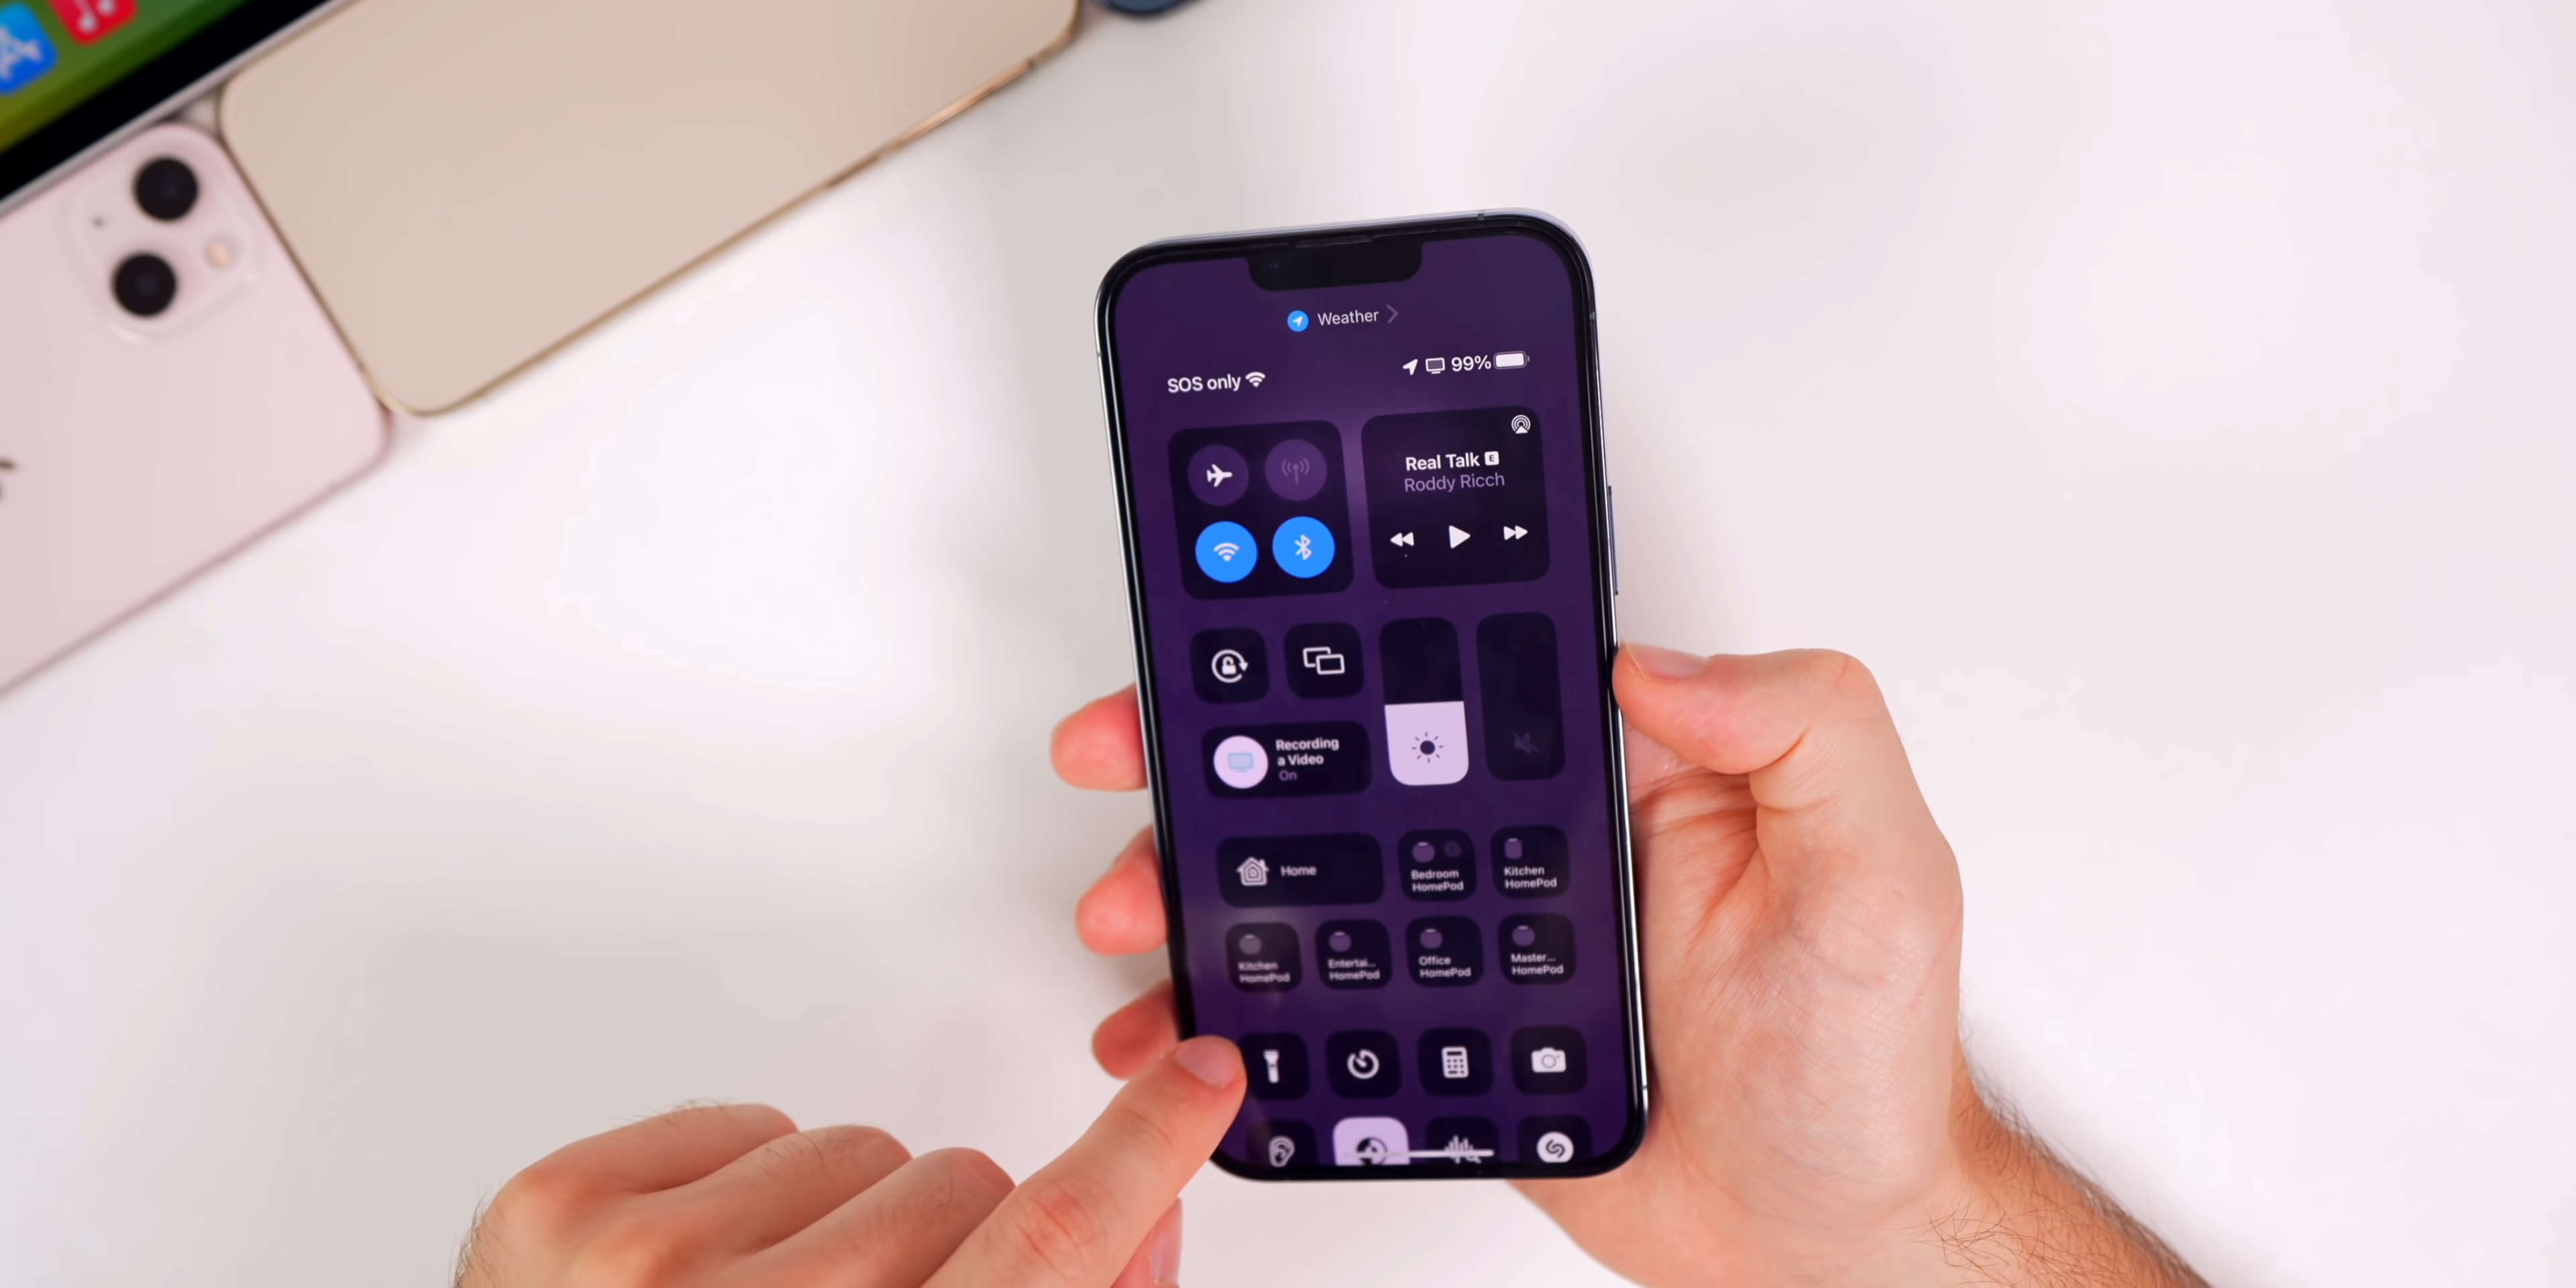 Weather
SOS only
99%
Real Talk E
Roddy Ricch
Recording
a Video
On
Home
Bedroom
HomePod
Kitchen
HomePod
Kitchen
HomePod
Entertai...
HomePod
Office
HomePod
Master...
HomePod